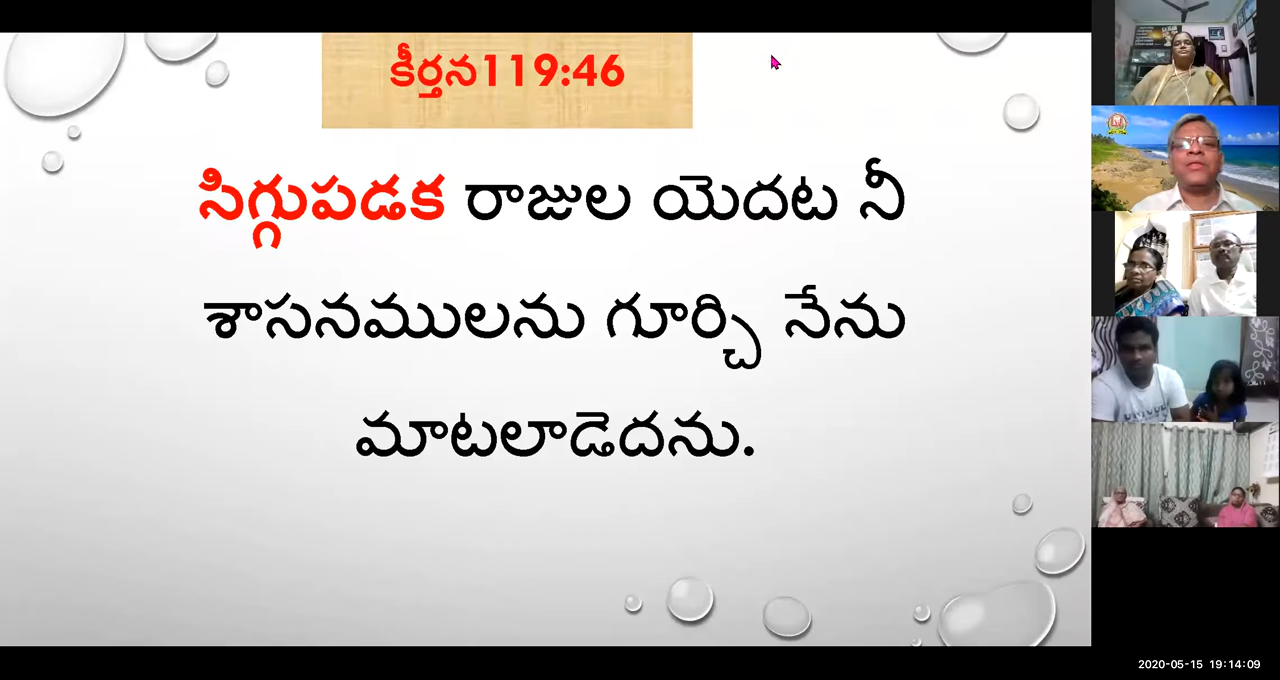 కీర్తన119:46
సిగ్గుపడక రాజుల యెదట నీ
శాసనములను గూర్చి నేను
మాటలాడెదను.
2020-05-15 19:14:09